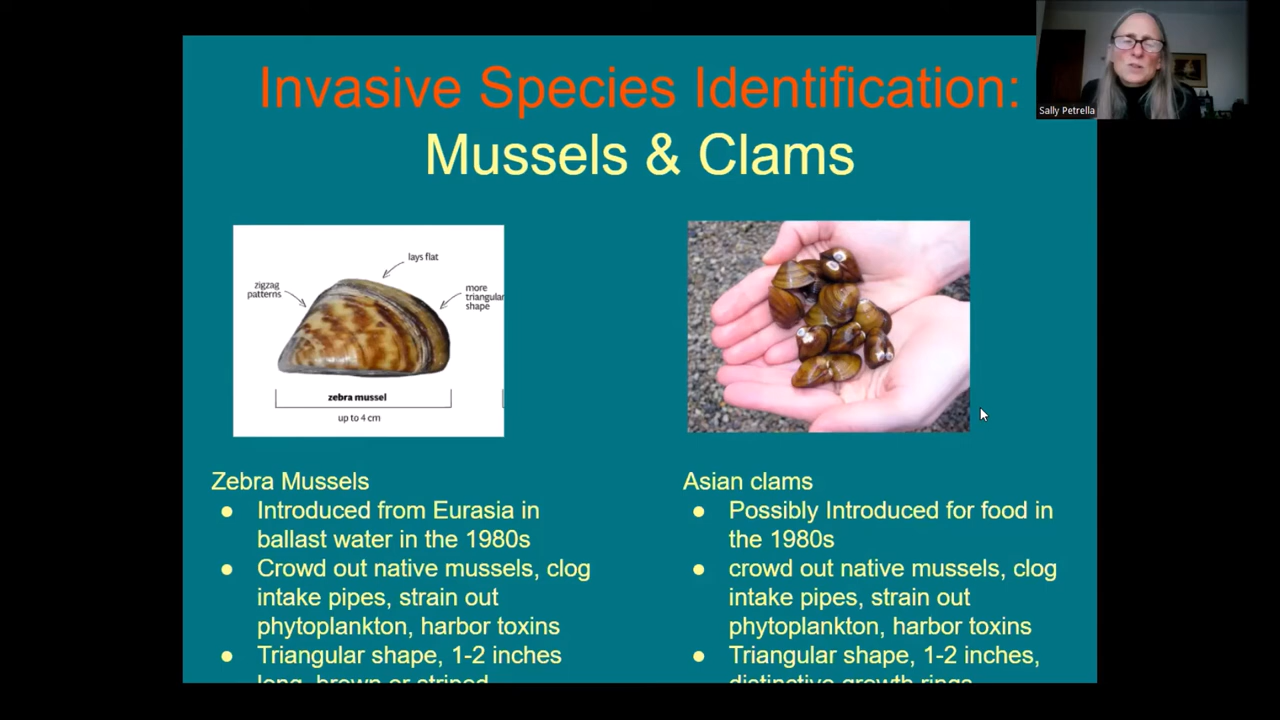 Invasive Species Identification:
Mussels & Clams
Sally Petrella
lays flat
zigzag
patterns
more
triangular
shape
zebra mussel
up to 4 cm
Zebra Mussels
● Introduced from Eurasia in
ballast water in the 1980s
● Crowd out native mussels, clog
intake pipes, strain out
phytoplankton, harbor toxins
● Triangular shape, 1-2 inches
long, brown or striped
Asian clams
● Possibly Introduced for food in
the 1980s
● crowd out native mussels, clog
intake pipes, strain out
phytoplankton, harbor toxins
● Triangular shape, 1-2 inches,
distinctive growth rings